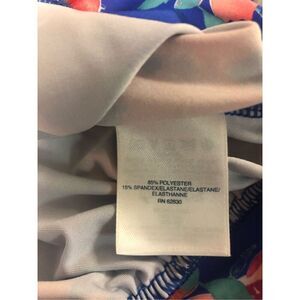 85% POLYESTER
15% SPANDEX/ELASTANE/ELASTANE/
ELASTHANNE
RN 62630